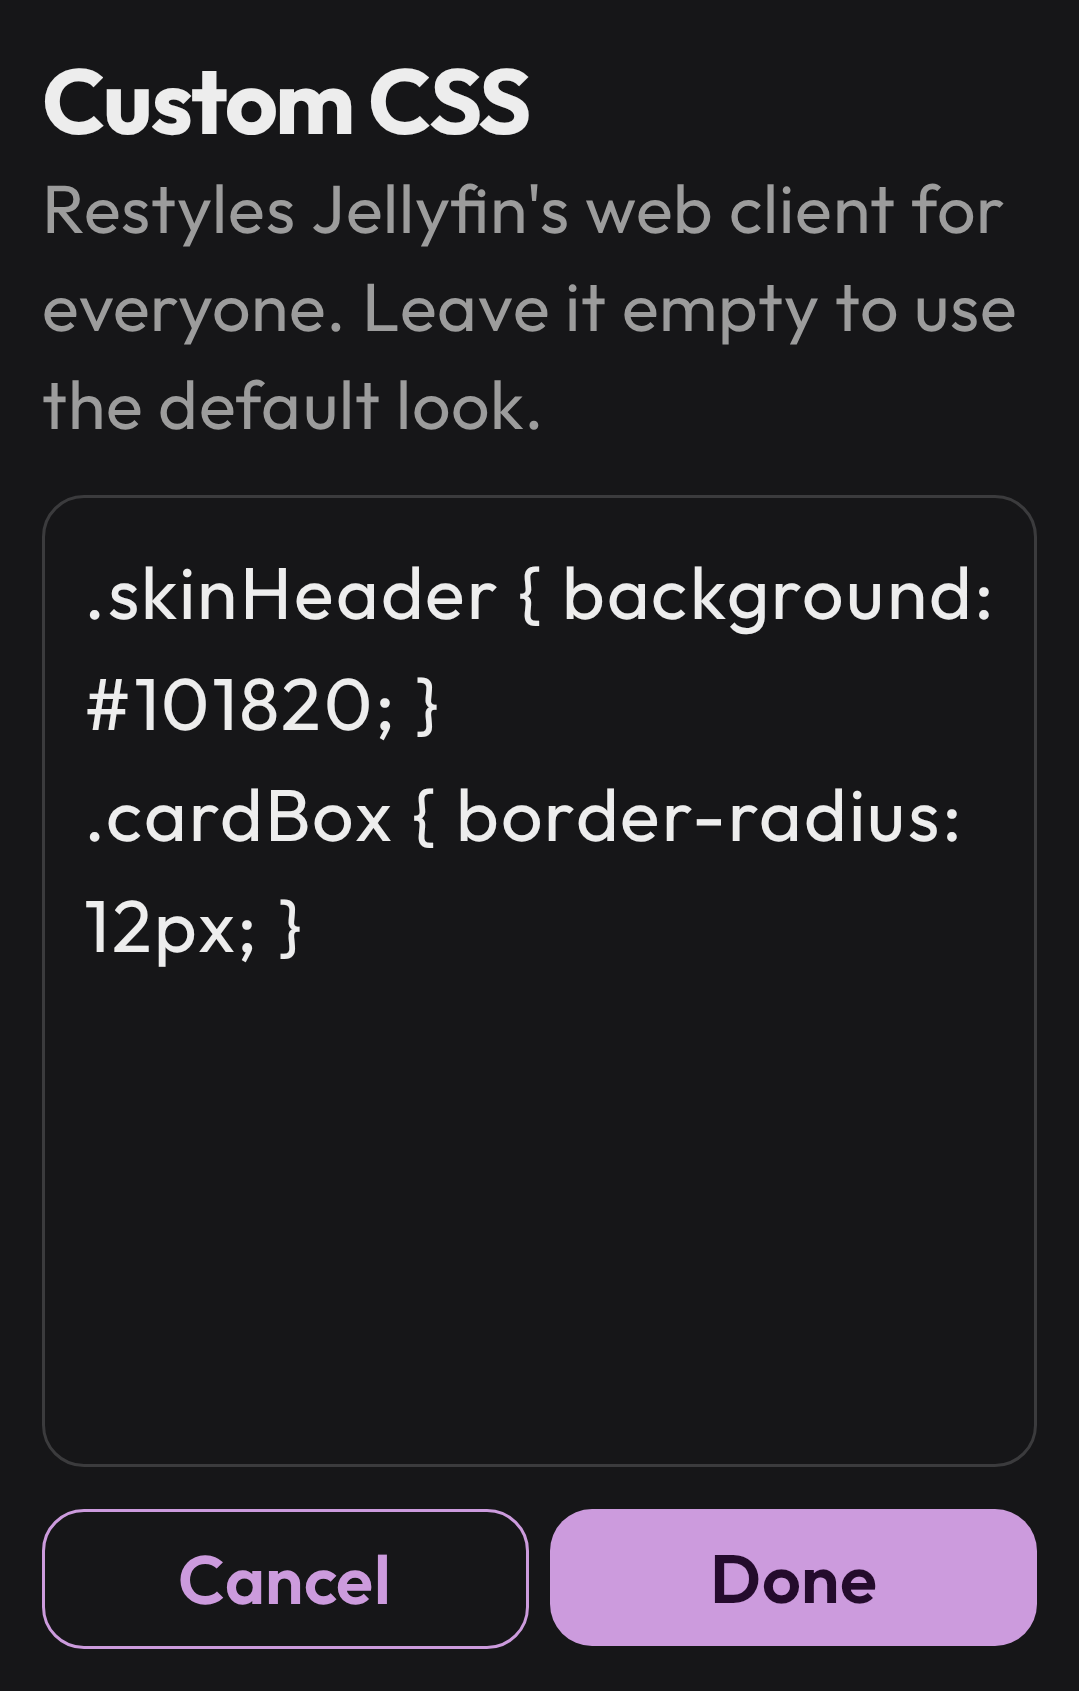 Custom CSS
Restyles Jellyfin's web client for
everyone. Leave it empty to use
the default look.
.skinHeader { background:
#101820; }
.cardBox { border-radius:
12px; }
Cancel
Done